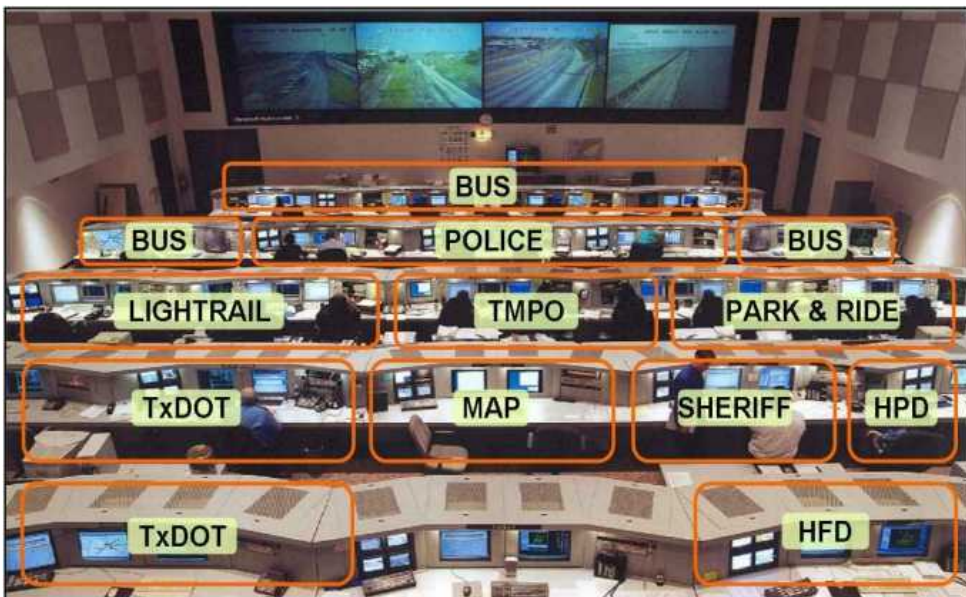 BUS
BUS
POLICE
BUS
LIGHTRAIL
TMPO
PARK & RIDE
TxDOT
MAP
SHERIFF
HPD
TxDOT
HFD